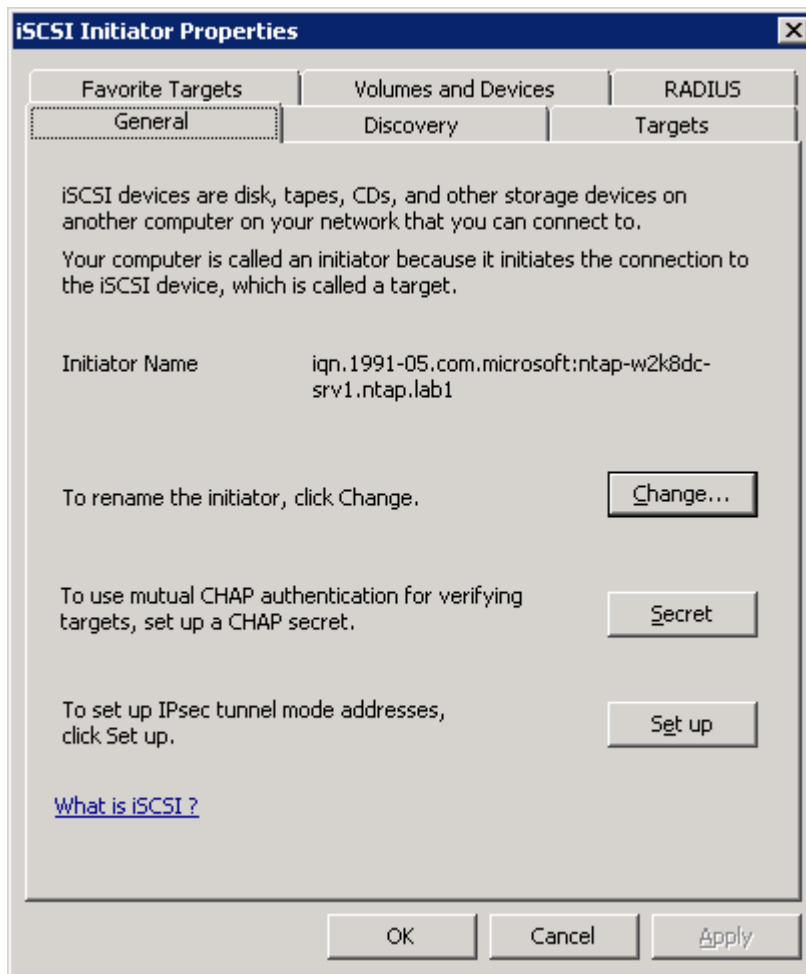 iSCSI Initiator Properties
Favorite Targets
Volumes and Devices
RADIUS
General
Discovery
Targets
iSCSI devices are disk, tapes, CDs, and other storage devices on
another computer on your network that you can connect to.
Your computer is called an initiator because it initiates the connection to
the iSCSI device, which is called a target.
Initiator Name
iqn.1991-05.com.microsoft:ntap-w2k8dc-
srv1.ntap.lab1
To rename the initiator, click Change.
Change...
To use mutual CHAP authentication for verifying
targets, set up a CHAP secret.
Secret
To set up IPsec tunnel mode addresses,
click Set up.
Set up
What is iSCSI ?
OK
Cancel
Apply